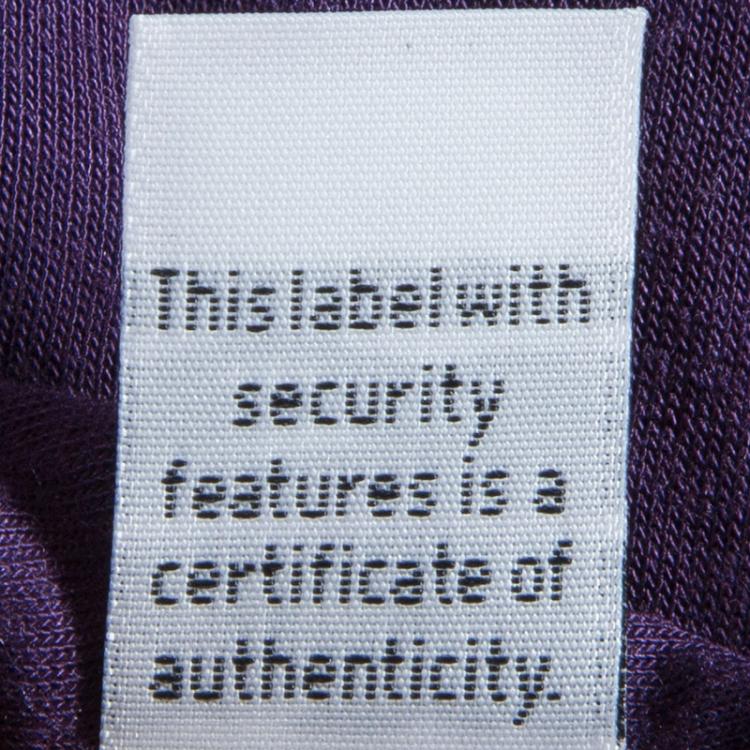 This label with
security
features is a
certificate of
authenticity.